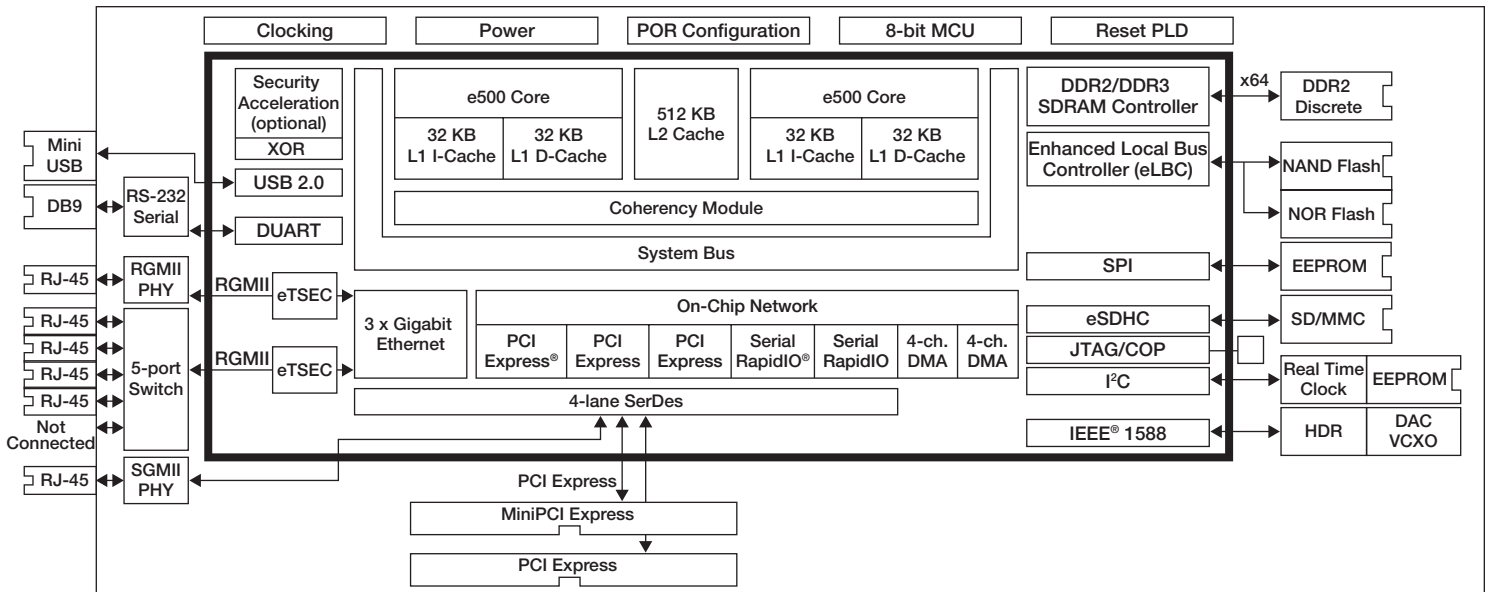 Clocking
Power
POR Configuration
8-bit MCU
Reset PLD
Security
Acceleration
(optional)
XOR
USB 2.0
DUART
e500 Core
32 KB
L1 I-Cache
32 KB
L1 D-Cache
512 KB
L2 Cache
e500 Core
32 KB
L1 I-Cache
32 KB
L1 D-Cache
Coherency Module
System Bus
DDR2/DDR3
SDRAM Controller
x64
DDR2
Discrete
Enhanced Local Bus
Controller (eLBC)
NAND Flash
NOR Flash
SPI
EEPROM
eSDHC
SD/MMC
JTAG/COP
I²C
Real Time
Clock
EEPROM
IEEE® 1588
HDR
DAC
VCXO
Mini
USB
DB9
RS-232
Serial
RJ-45
RGMII
PHY
RGMII
eTSEC
RJ-45
RJ-45
RJ-45
RJ-45
Not
Connected
5-port
Switch
RGMII
eTSEC
3 x Gigabit
Ethernet
On-Chip Network
PCI
Express®
PCI
Express
PCI
Express
Serial
RapidIO®
Serial
RapidIO
4-ch.
DMA
4-ch.
DMA
4-lane SerDes
RJ-45
SGMII
PHY
PCI Express
MiniPCI Express
PCI Express